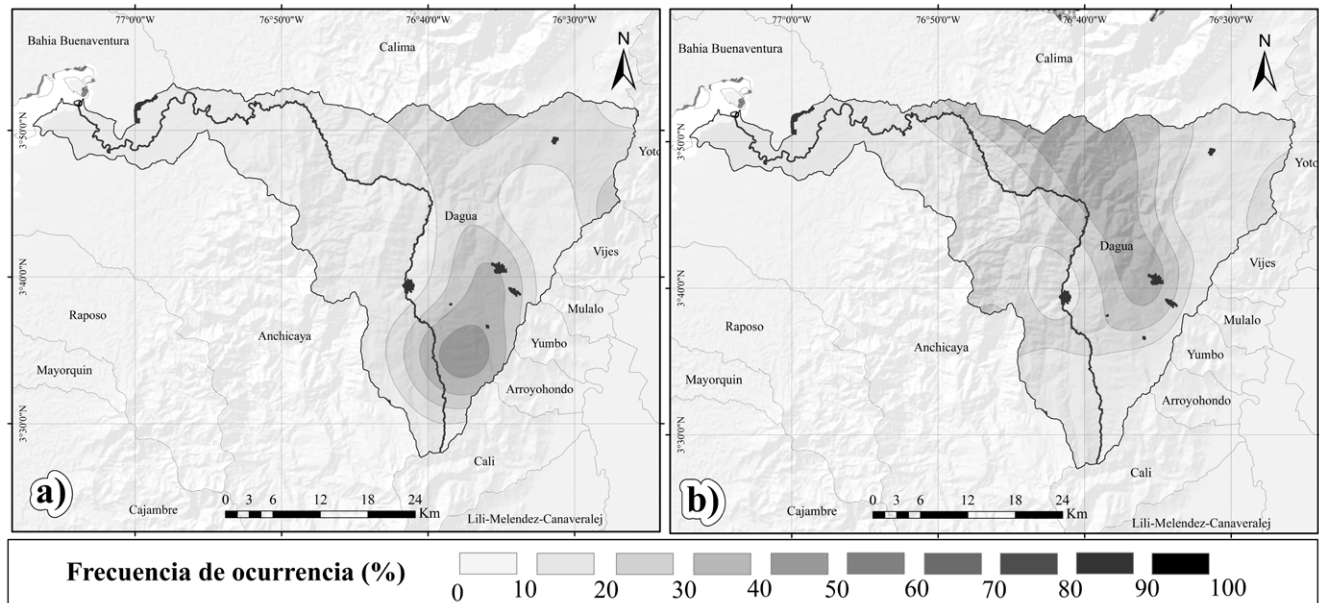 77°0'0"W
76°50'0"W
76°40'0"W
76°30'0"W
Bahia Buenaventura
Calima
N
3°50'0"N
Yoto
Dagua
Vijes
3°40'0"N
Mulalo
Raposo
Anchicaya
Yumbo
Mayorquin
Arroyohondo
3°30'0"N
Cali
a)
0 3 6 12 18 24
Km
Cajambre
Lili-Melendez-Canaveralej
77°0'0"W
76°50'0"W
76°40'0"W
76°30'0"W
Bahia Buenaventura
Calima
N
3°50'0"N
Yoto
Dagua
Vijes
3°40'0"N
Mulalo
Raposo
Anchicaya
Yumbo
Mayorquin
Arroyohondo
3°30'0"N
Cali
b)
0 3 6 12 18 24
Km
Cajambre
Lili-Melendez-Canaveralej
Frecuencia de ocurrencia (%)
0 10 20 30 40 50 60 70 80 90 100